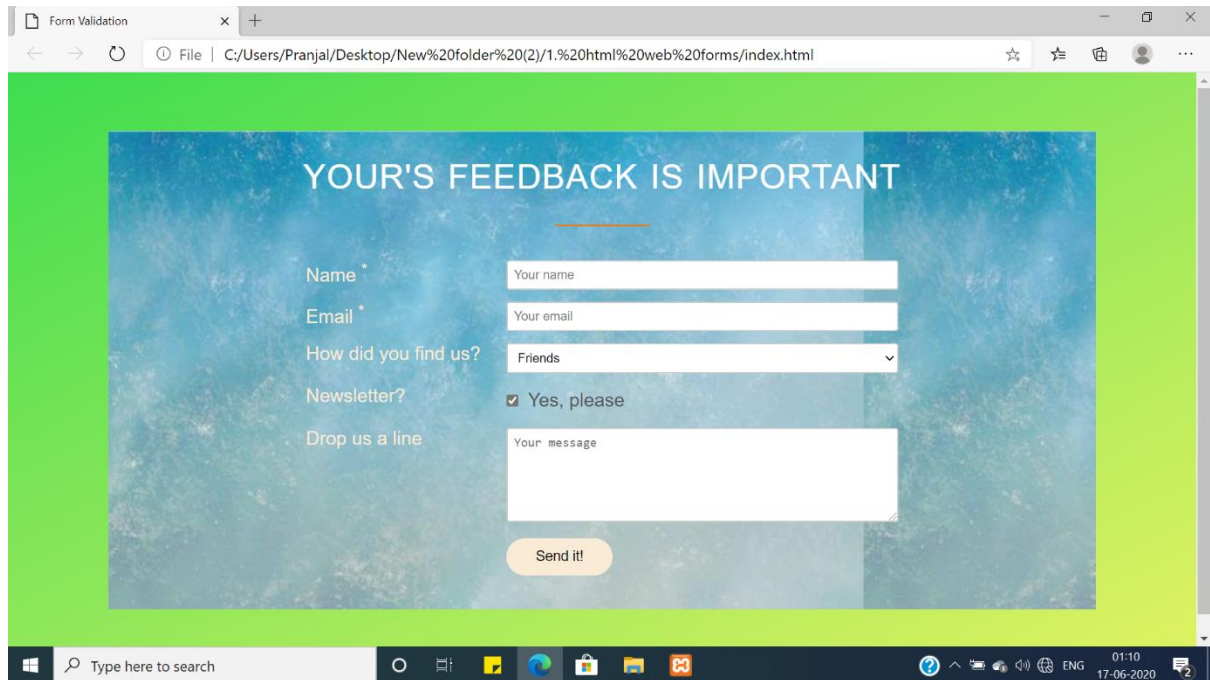 Form Validation
File | C:/Users/Pranjal/Desktop/New%20folder%20(2)/1.%20html%20web%20forms/index.html
YOUR'S FEEDBACK IS IMPORTANT
Name *
Your name
Email *
Your email
How did you find us?
Friends
Newsletter?
Yes, please
Drop us a line
Your message
Send it!
Type here to search
ENG
01:10
17-06-2020
2